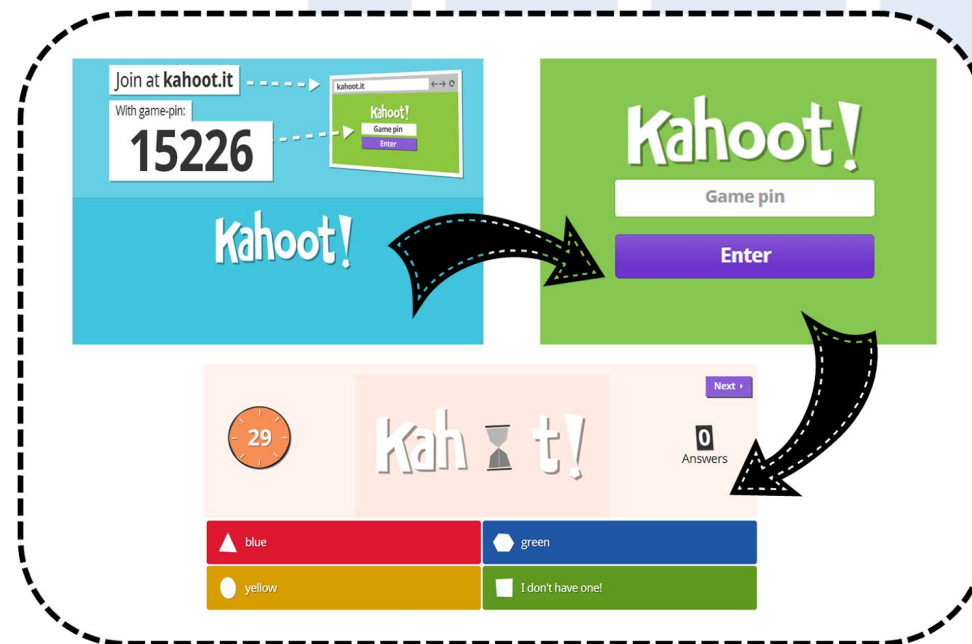 Join at kahoot.it
With game-pin:
15226
kahoot.it
Kahoot!
Game pin
Enter
Kahoot!
Kahoot!
Game pin
Enter
Next
29
Kah t!
0
Answers
blue
green
yellow
I don't have one!